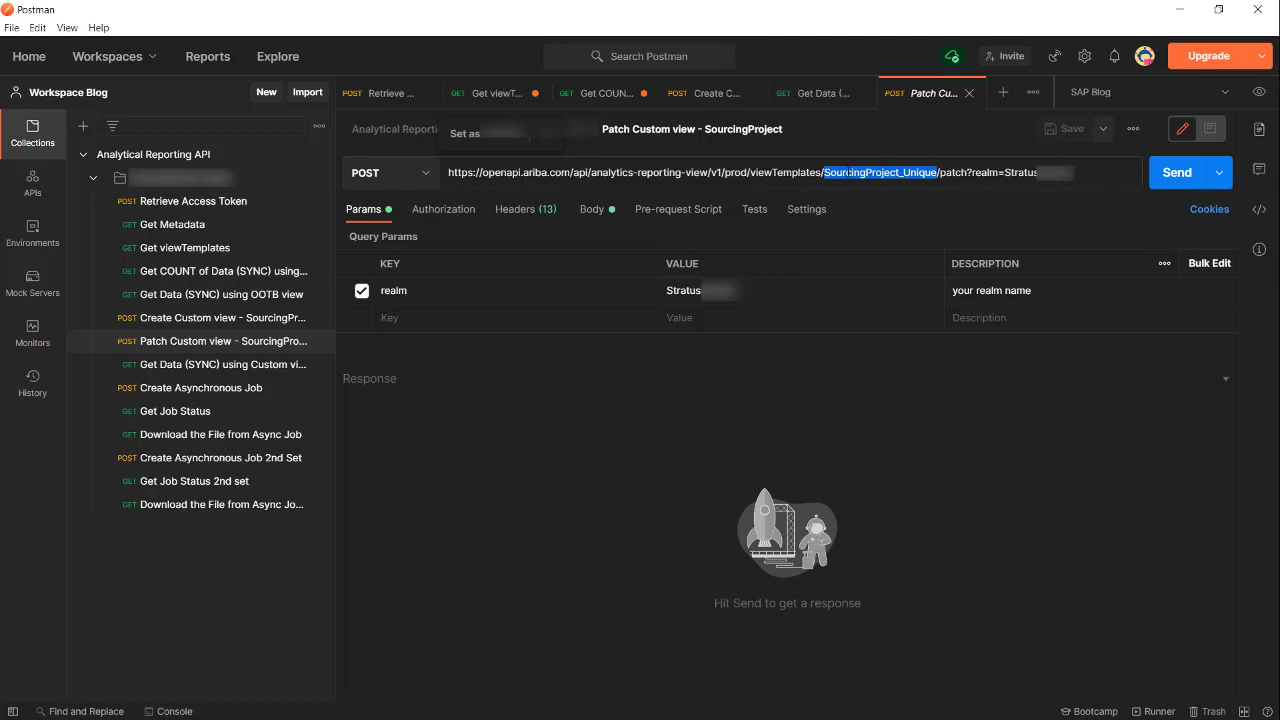 Postman
File Edit View Help
Home Workspaces Reports Explore Search Postman Invite Upgrade
Workspace Blog New Import
POST Retrieve ... GET Get viewT... GET Get COUN... POST Create C... GET Get Data (... POST Patch Cu... SAP Blog
Collections
APIs
Environments
Mock Servers
Monitors
History
Analytical Reporting API
POST Retrieve Access Token
GET Get Metadata
GET Get viewTemplates
GET Get COUNT of Data (SYNC) using...
GET Get Data (SYNC) using OOTB view
POST Create Custom view - SourcingPr...
POST Patch Custom view - SourcingPro...
GET Get Data (SYNC) using Custom vi...
POST Create Asynchronous Job
GET Get Job Status
GET Download the File from Async Job
POST Create Asynchronous Job 2nd Set
GET Get Job Status 2nd set
GET Download the File from Async Jo...
Analytical Reporti Set as Patch Custom view - SourcingProject Save
POST https://openapi.ariba.com/api/analytics-reporting-view/v1/prod/viewTemplates/SourcingProject_Unique/patch?realm=Stratus Send
Params Authorization Headers (13) Body Pre-request Script Tests Settings Cookies
Query Params
KEY VALUE DESCRIPTION Bulk Edit
realm Stratus your realm name
Key Value Description
Response
Hit Send to get a response
Find and Replace Console Bootcamp Runner Trash